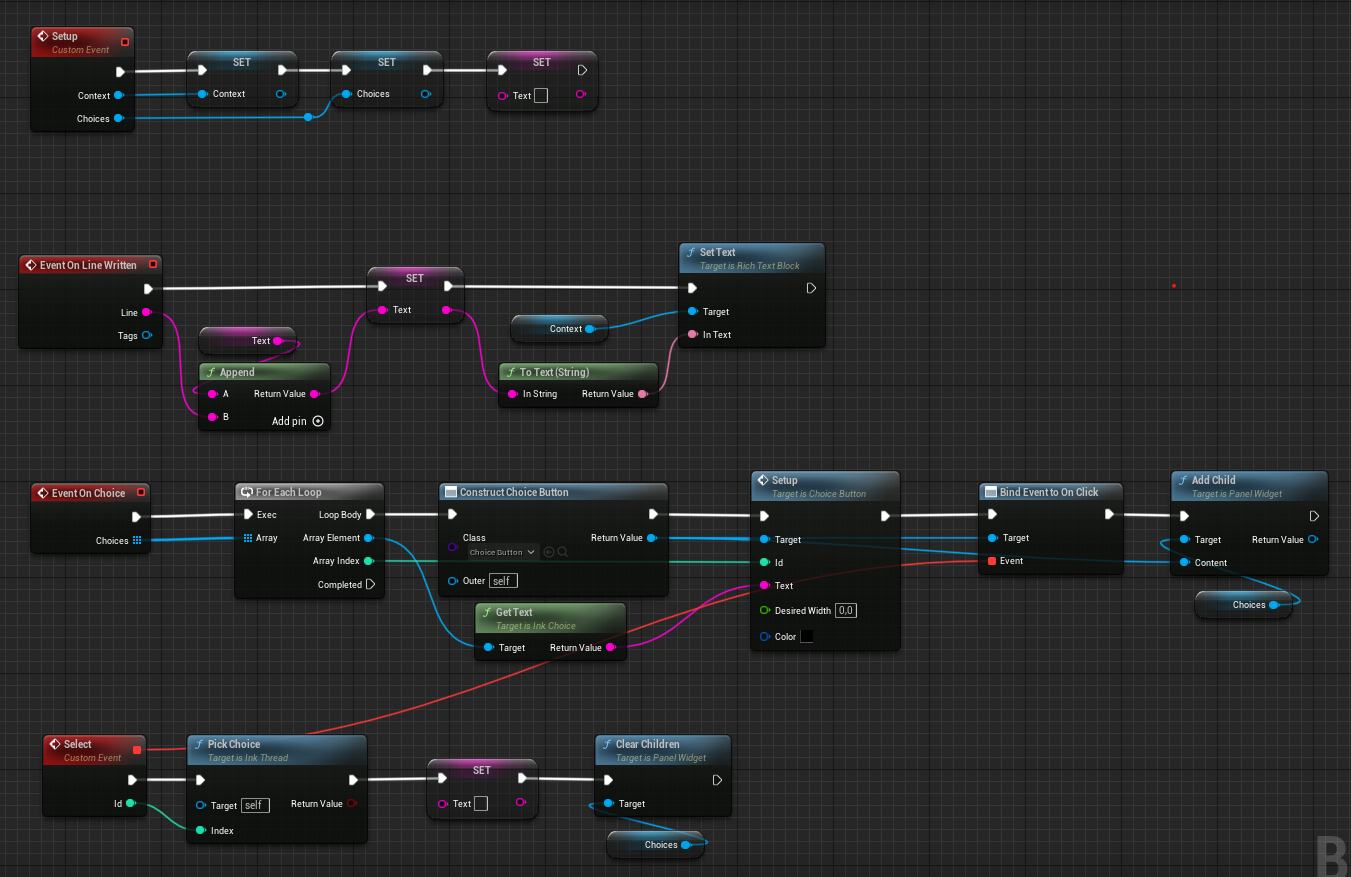 Setup
Custom Event
Context
Choices
SET
Context
SET
Choices
SET
Text
Event On Line Written
Line
Tags
Text
Append
A
Return Value
B
Add pin
SET
Text
Context
To Text (String)
In String
Return Value
Set Text
Target is Rich Text Block
Target
In Text
Event On Choice
Choices
For Each Loop
Exec
Loop Body
Array
Array Element
Array Index
Completed
Construct Choice Button
Class
Choice Button
Return Value
Outer
self
Get Text
Target is Ink Choice
Target
Return Value
Setup
Target is Choice Button
Target
Id
Text
Desired Width
0,0
Color
Bind Event to On Click
Target
Event
Add Child
Target is Panel Widget
Target
Return Value
Content
Choices
Select
Custom Event
Id
Pick Choice
Target is Ink Thread
Target
self
Return Value
Index
SET
Text
Clear Children
Target is Panel Widget
Target
Choices
B